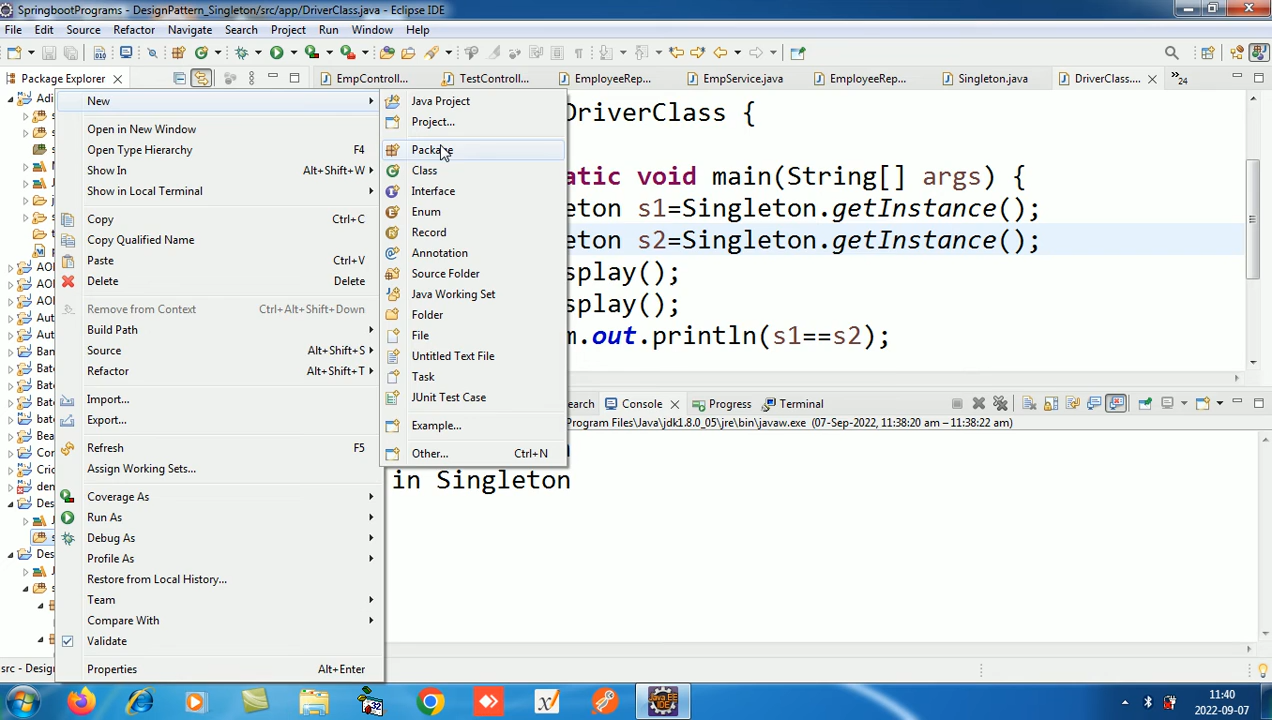 SpringbootPrograms - DesignPattern_Singleton/src/app/DriverClass.java - Eclipse IDE
File Edit Source Refactor Navigate Search Project Run Window Help
Package Explorer
EmpControll... TestControll... EmployeeRep... EmpService.java EmployeeRep... Singleton.java DriverClass.... 24
New
Open in New Window
Open Type Hierarchy F4
Show In Alt+Shift+W
Show in Local Terminal
Copy Ctrl+C
Copy Qualified Name
Paste Ctrl+V
Delete Delete
Remove from Context Ctrl+Alt+Shift+Down
Build Path
Source Alt+Shift+S
Refactor Alt+Shift+T
Import...
Export...
Refresh F5
Assign Working Sets...
Coverage As
Run As
Debug As
Profile As
Restore from Local History...
Team
Compare With
Validate
Properties Alt+Enter
Java Project
Project...
Package
Class
Interface
Enum
Record
Annotation
Source Folder
Java Working Set
Folder
File
Untitled Text File
Task
JUnit Test Case
Example...
Other... Ctrl+N
DriverClass {
atic void main(String[] args) {
eton s1=Singleton.getInstance();
eton s2=Singleton.getInstance();
splay();
splay();
m.out.println(s1==s2);
earch Console Progress Terminal
Program Files\Java\jdk1.8.0_05\jre\bin\javaw.exe (07-Sep-2022, 11:38:20 am – 11:38:22 am)
in Singleton
src - Desig
Java EE IDE
11:40
2022-09-07